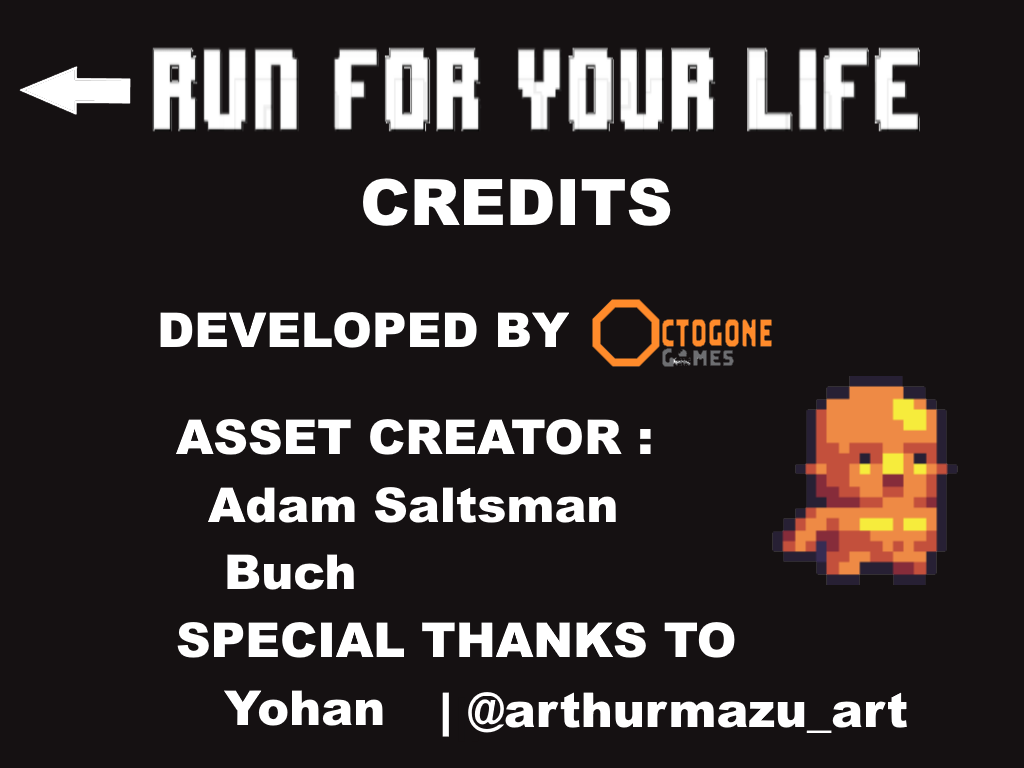 RUN FOR YOUR LIFE
CREDITS
DEVELOPED BY OCTOGONE GAMES
ASSET CREATOR :
Adam Saltsman
Buch
SPECIAL THANKS TO
Yohan | @arthurmazu_art